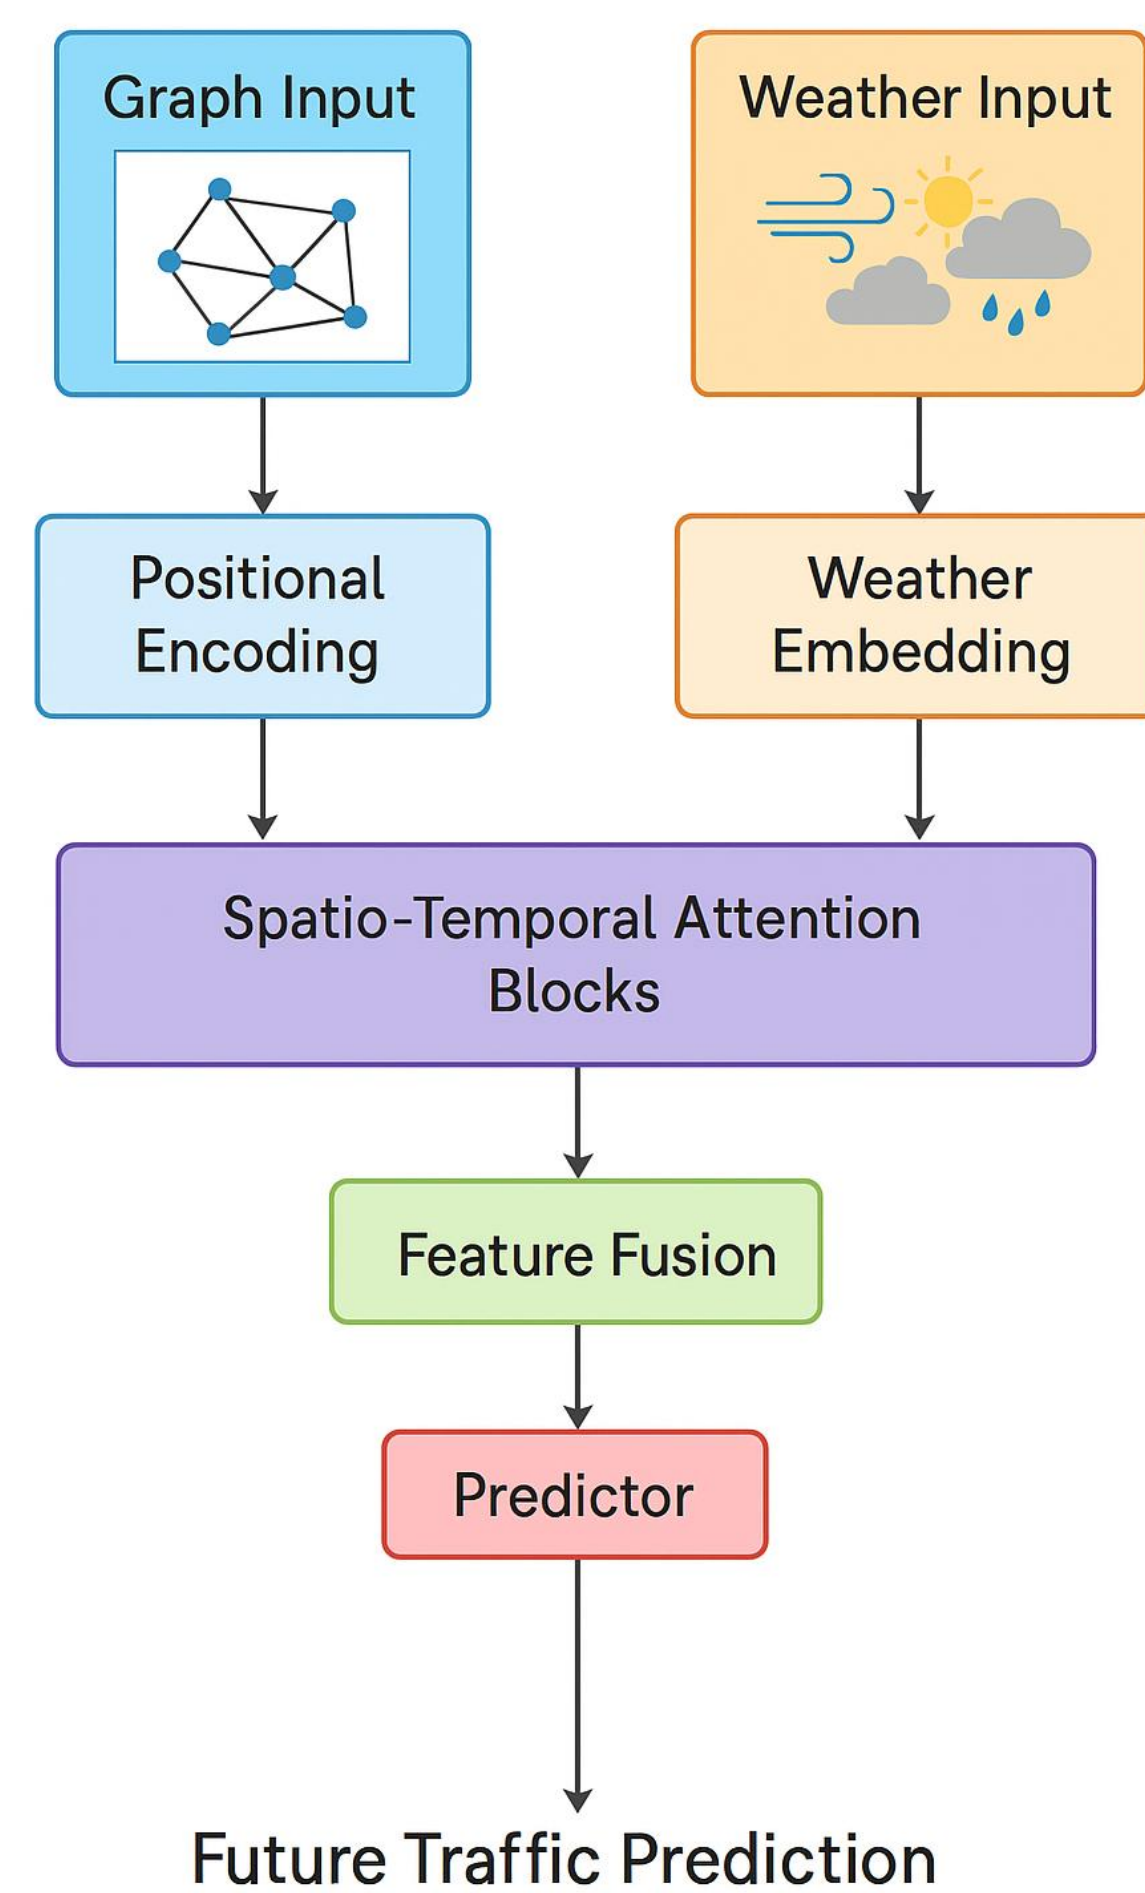 Graph Input
Weather Input
Positional
Encoding
Weather
Embedding
Spatio-Temporal Attention
Blocks
Feature Fusion
Predictor
Future Traffic Prediction